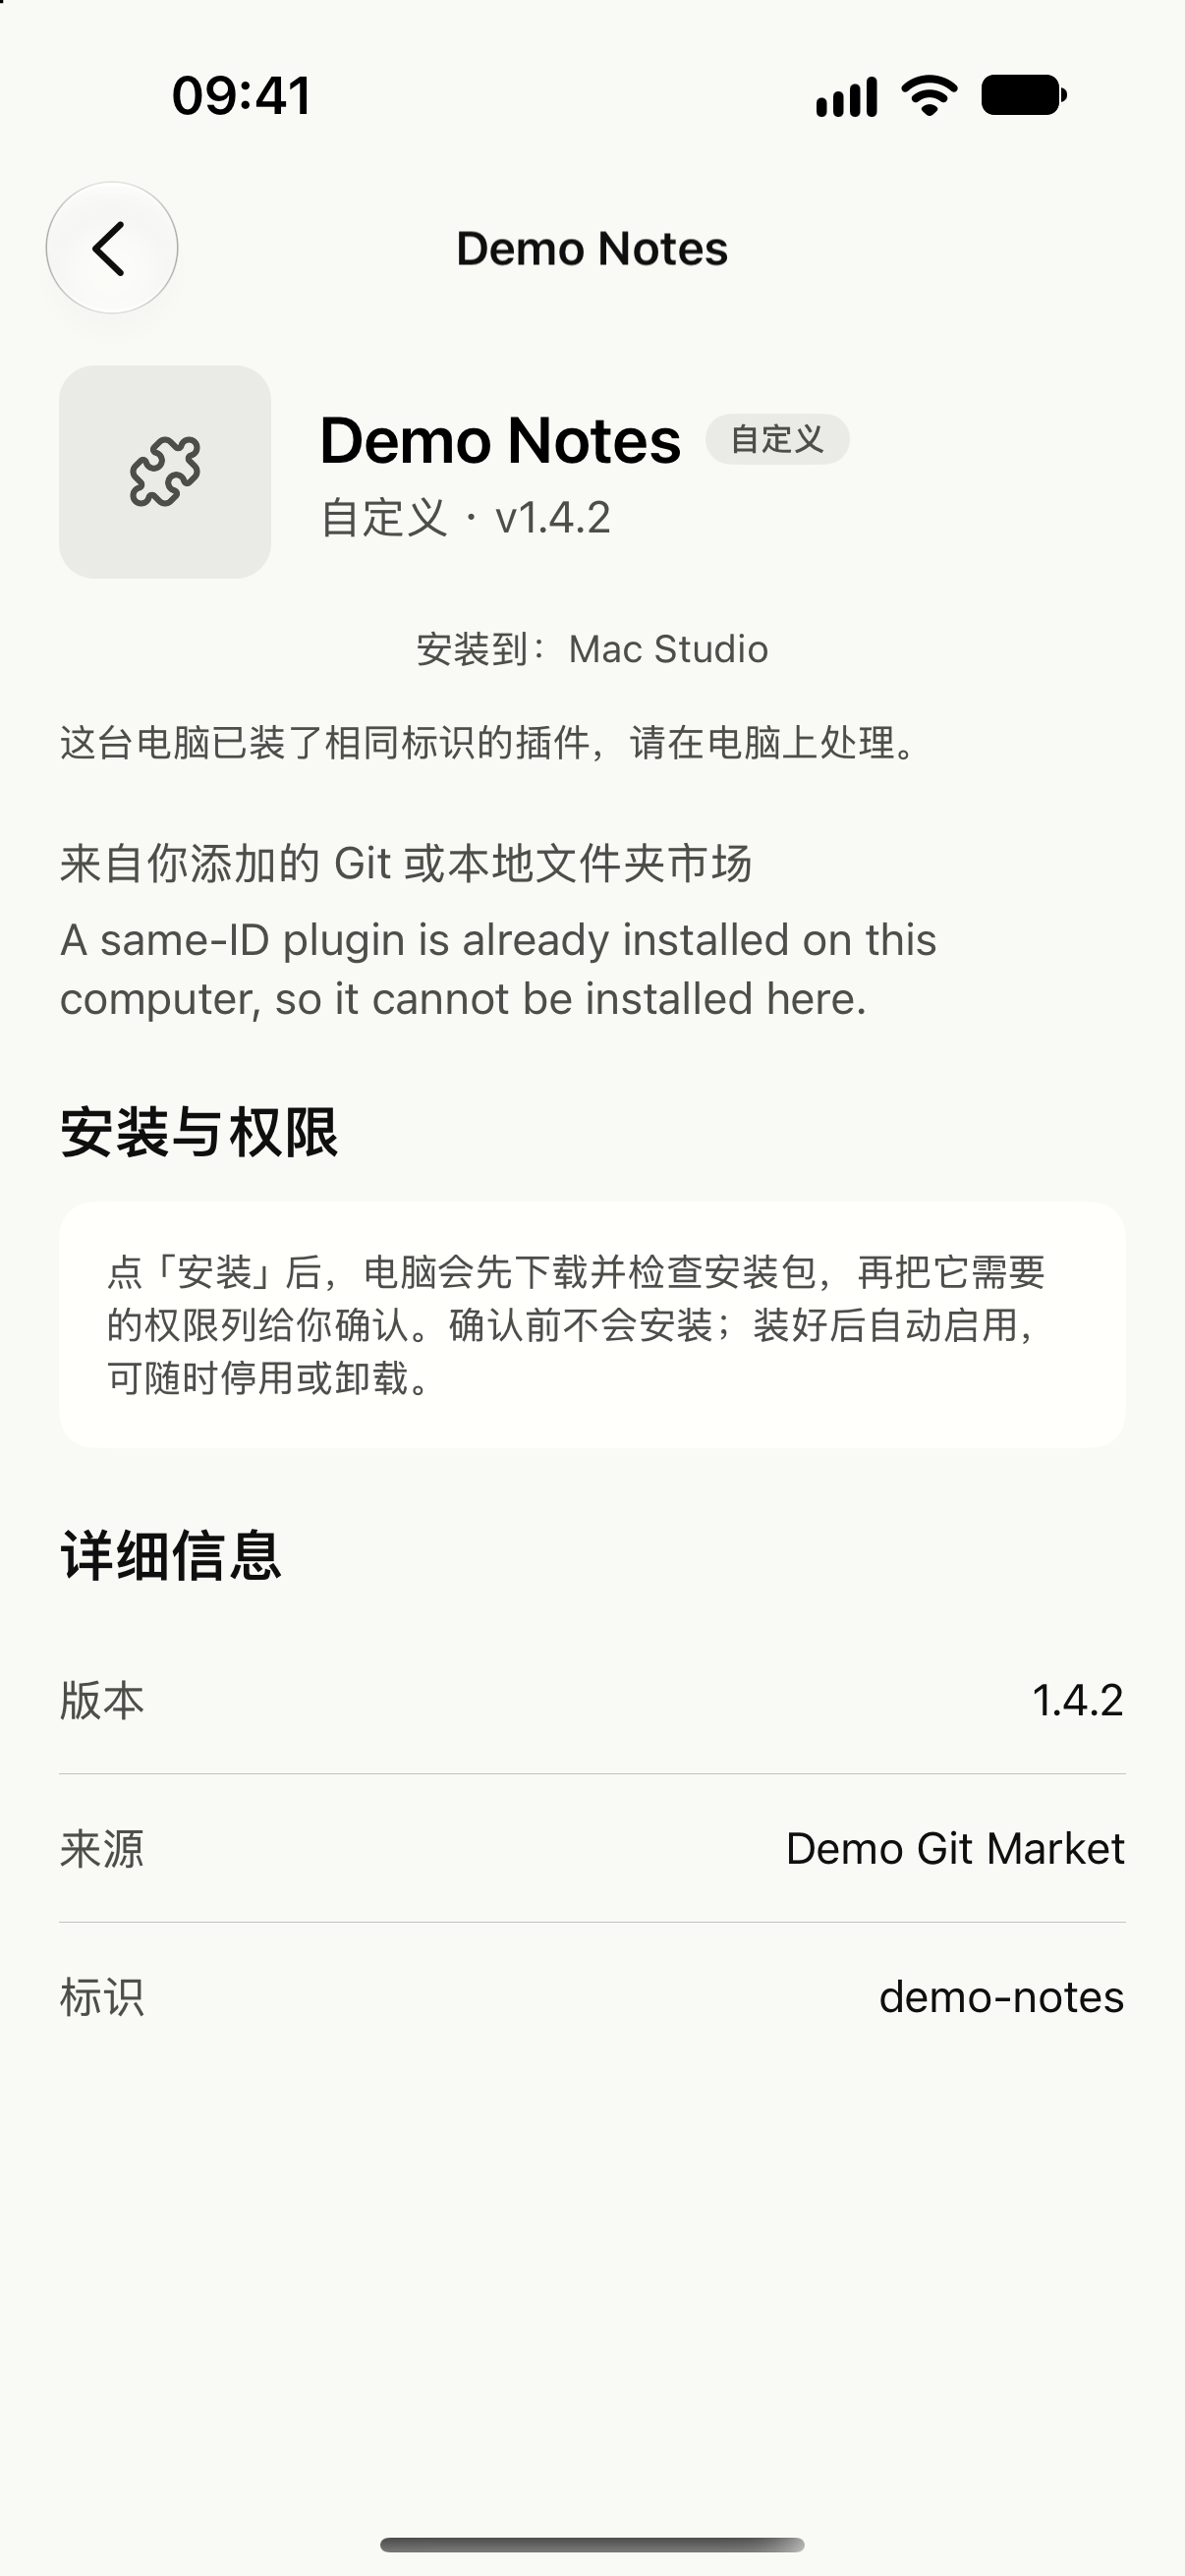 09:41
Demo Notes
Demo Notes 自定义
自定义 · v1.4.2
安装到：Mac Studio
这台电脑已装了相同标识的插件，请在电脑上处理。
来自你添加的 Git 或本地文件夹市场
A same-ID plugin is already installed on this
computer, so it cannot be installed here.
安装与权限
点「安装」后，电脑会先下载并检查安装包，再把它需要
的权限列给你确认。确认前不会安装；装好后自动启用，
可随时停用或卸载。
详细信息
版本 1.4.2
来源 Demo Git Market
标识 demo-notes